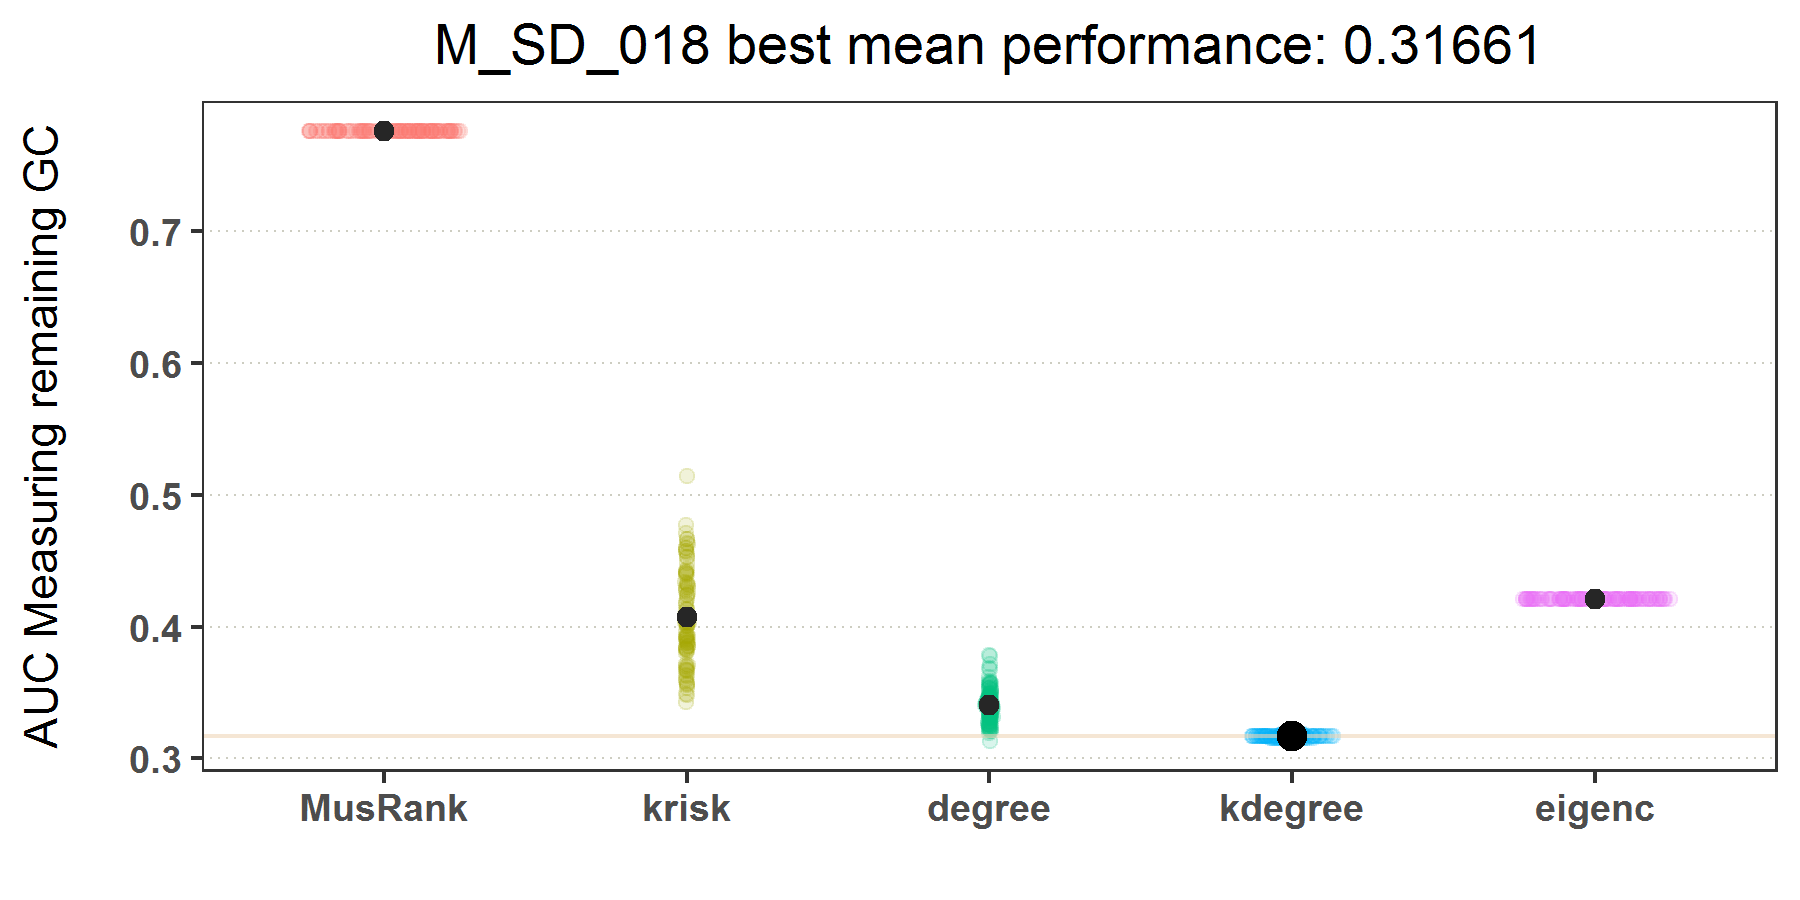 M_SD_018 best mean performance: 0.31661
AUC Measuring remaining GC
0.7
0.6
0.5
0.4
0.3
MusRank krisk degree kdegree eigenc